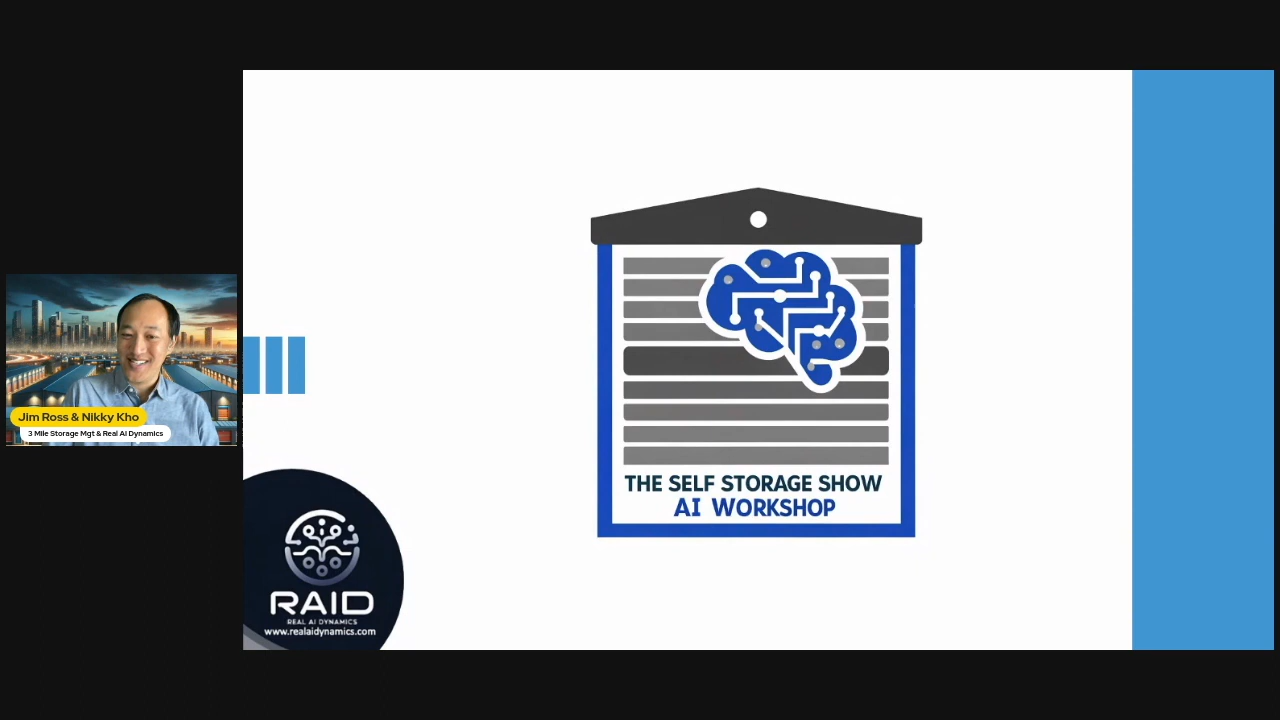 Jim Ross & Nikky Kho
3 Mile Storage Mgt & Real AI Dynamics
THE SELF STORAGE SHOW
AI WORKSHOP
RAID
REAL AI DYNAMICS
www.realaidynamics.com